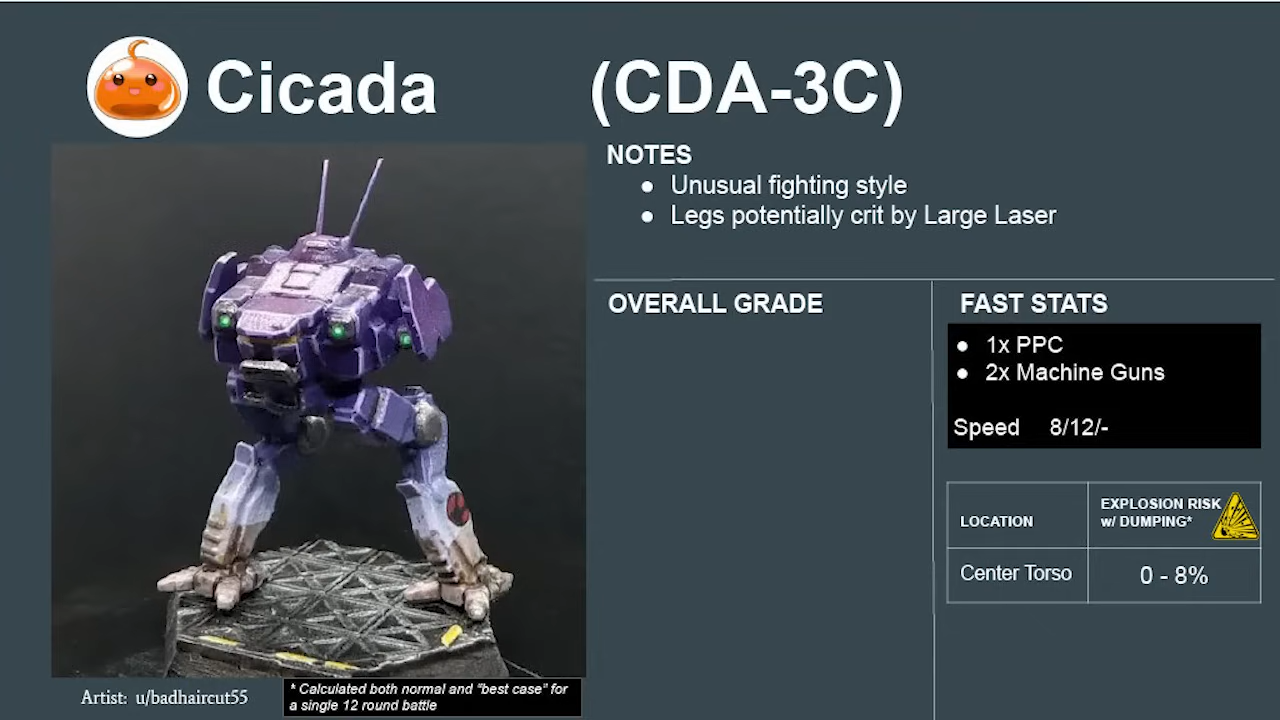 Cicada (CDA-3C)
NOTES
● Unusual fighting style
● Legs potentially crit by Large Laser
OVERALL GRADE
FAST STATS
● 1x PPC
● 2x Machine Guns
Speed 8/12/-
LOCATION
EXPLOSION RISK
w/ DUMPING*
Center Torso
0 - 8%
Artist: u/badhaircut55
* Calculated both normal and "best case" for
a single 12 round battle